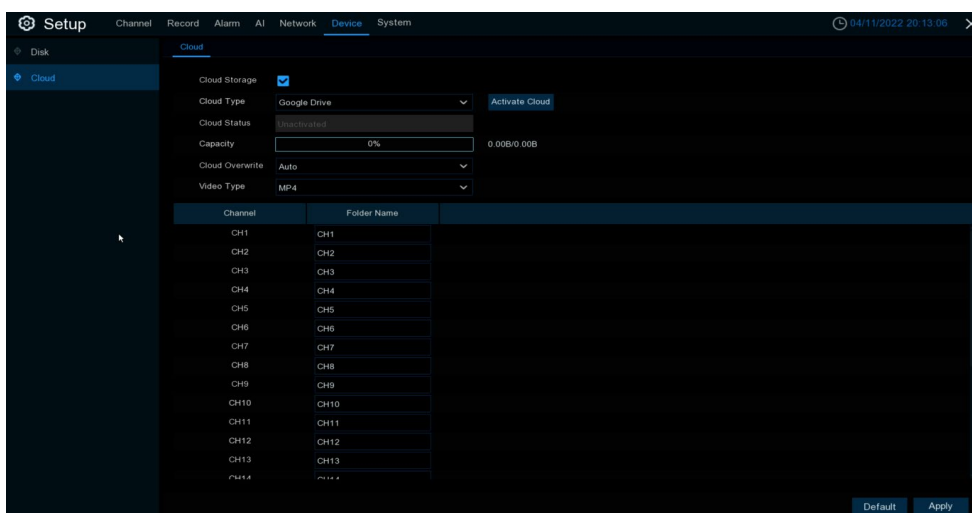 Setup Channel Record Alarm AI Network Device System 04/11/2022 20:13:06
Disk
Cloud
Cloud
Cloud Storage
Cloud Type Google Drive Activate Cloud
Cloud Status Unactivated
Capacity 0% 0.00B/0.00B
Cloud Overwrite Auto
Video Type MP4
Channel Folder Name
CH1 CH1
CH2 CH2
CH3 CH3
CH4 CH4
CH5 CH5
CH6 CH6
CH7 CH7
CH8 CH8
CH9 CH9
CH10 CH10
CH11 CH11
CH12 CH12
CH13 CH13
CH14 CH14
Default Apply